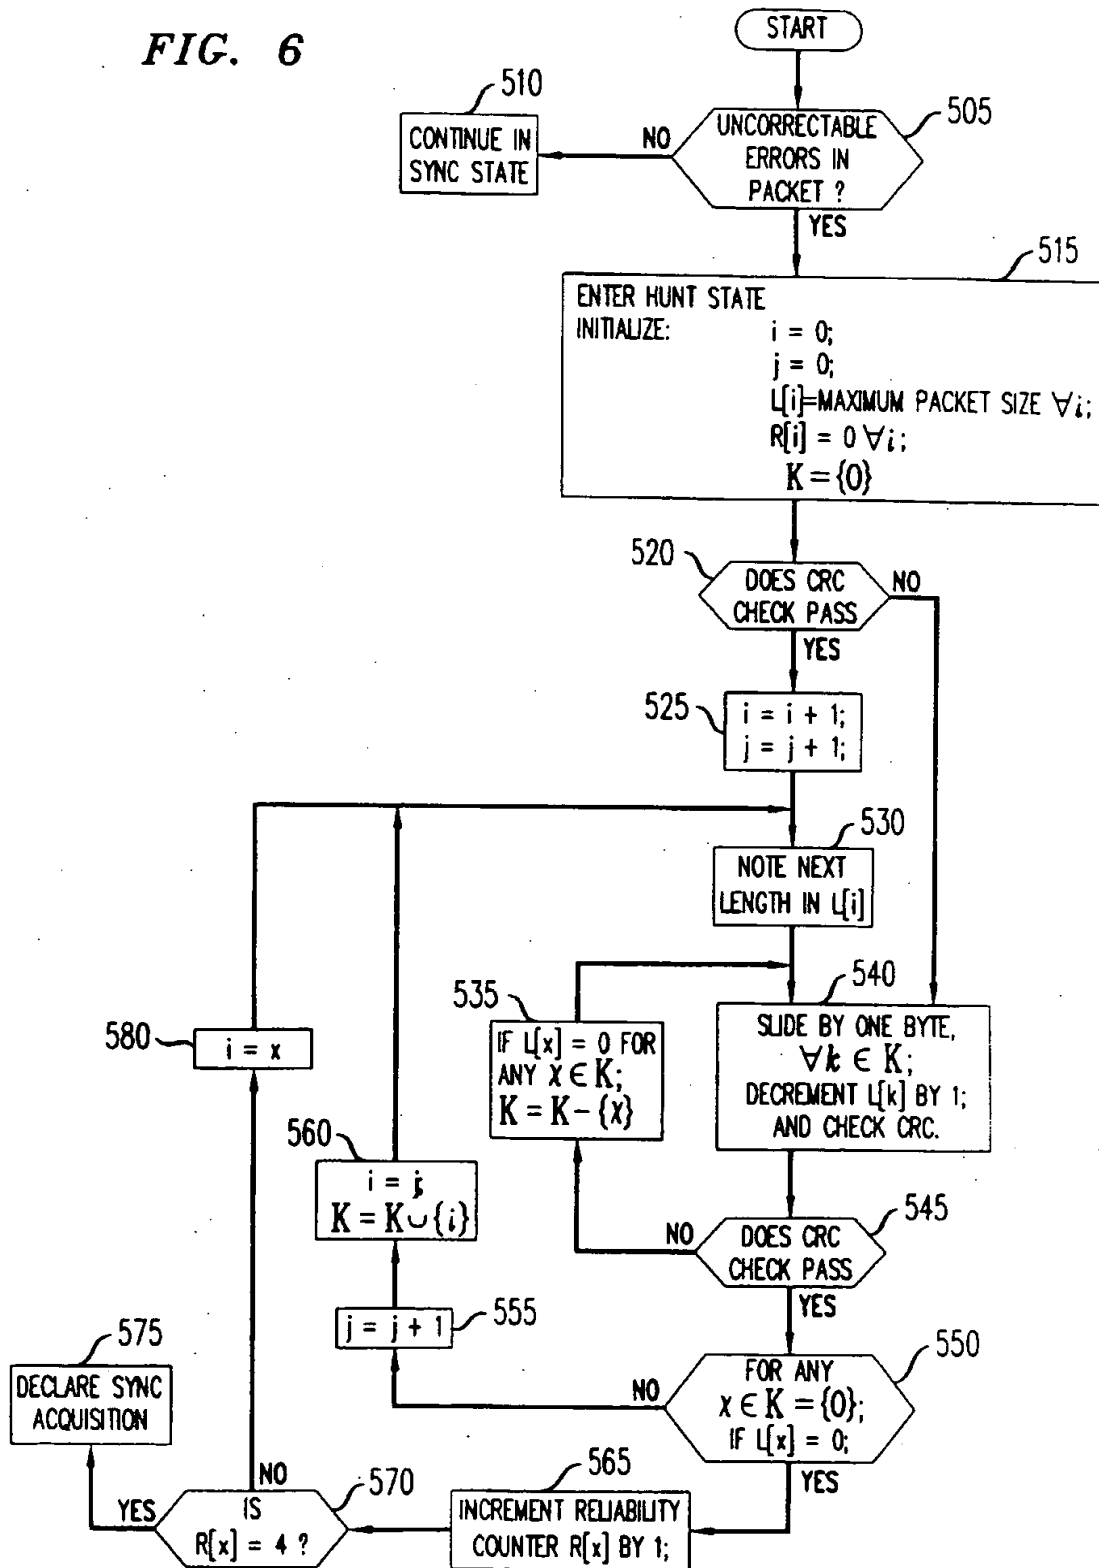 FIG. 6
START
505
UNCORRECTABLE
ERRORS IN
PACKET ?
NO
YES
510
CONTINUE IN
SYNC STATE
515
ENTER HUNT STATE
INITIALIZE: i = 0;
j = 0;
L[i]=MAXIMUM PACKET SIZE ∀i;
R[i] = 0 ∀i;
K = {0}
520
DOES CRC
CHECK PASS
NO
YES
525
i = i + 1;
j = j + 1;
530
NOTE NEXT
LENGTH IN L[i]
535
IF L[x] = 0 FOR
ANY χ ∈ K;
K = K – {χ}
540
SLIDE BY ONE BYTE,
∀k ∈ K;
DECREMENT L[k] BY 1;
AND CHECK CRC.
545
DOES CRC
CHECK PASS
NO
YES
550
FOR ANY
χ ∈ K = {0};
IF L[x] = 0;
NO
YES
555
j = j + 1
560
i = j;
K = K ∪ {i}
565
INCREMENT RELIABILITY
COUNTER R[x] BY 1;
570
IS
R[x] = 4 ?
NO
YES
575
DECLARE SYNC
ACQUISITION
580
i = x